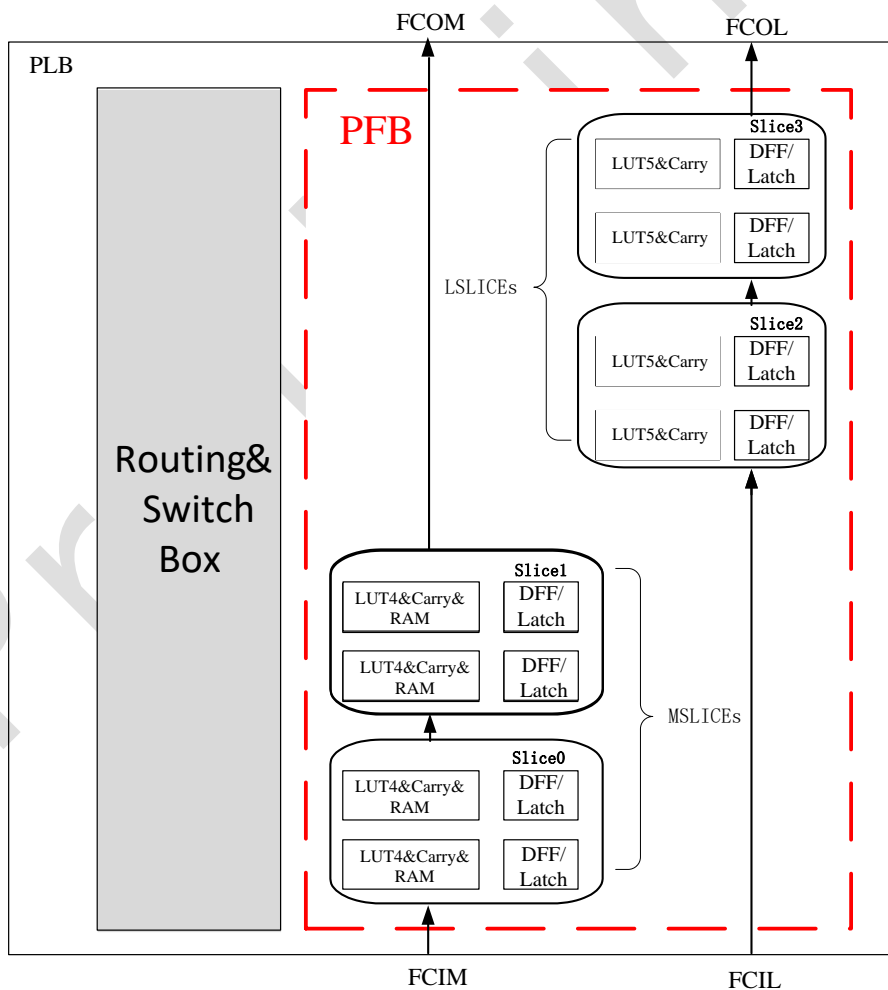 FCOM
FCOL
PLB
PFB
Slice3
LUT5&Carry
DFF/
Latch
LUT5&Carry
DFF/
Latch
LSLICEs
Slice2
LUT5&Carry
DFF/
Latch
LUT5&Carry
DFF/
Latch
Routing&
Switch
Box
Slice1
LUT4&Carry&
RAM
DFF/
Latch
LUT4&Carry&
RAM
DFF/
Latch
MSLICEs
Slice0
LUT4&Carry&
RAM
DFF/
Latch
LUT4&Carry&
RAM
DFF/
Latch
FCIM
FCIL